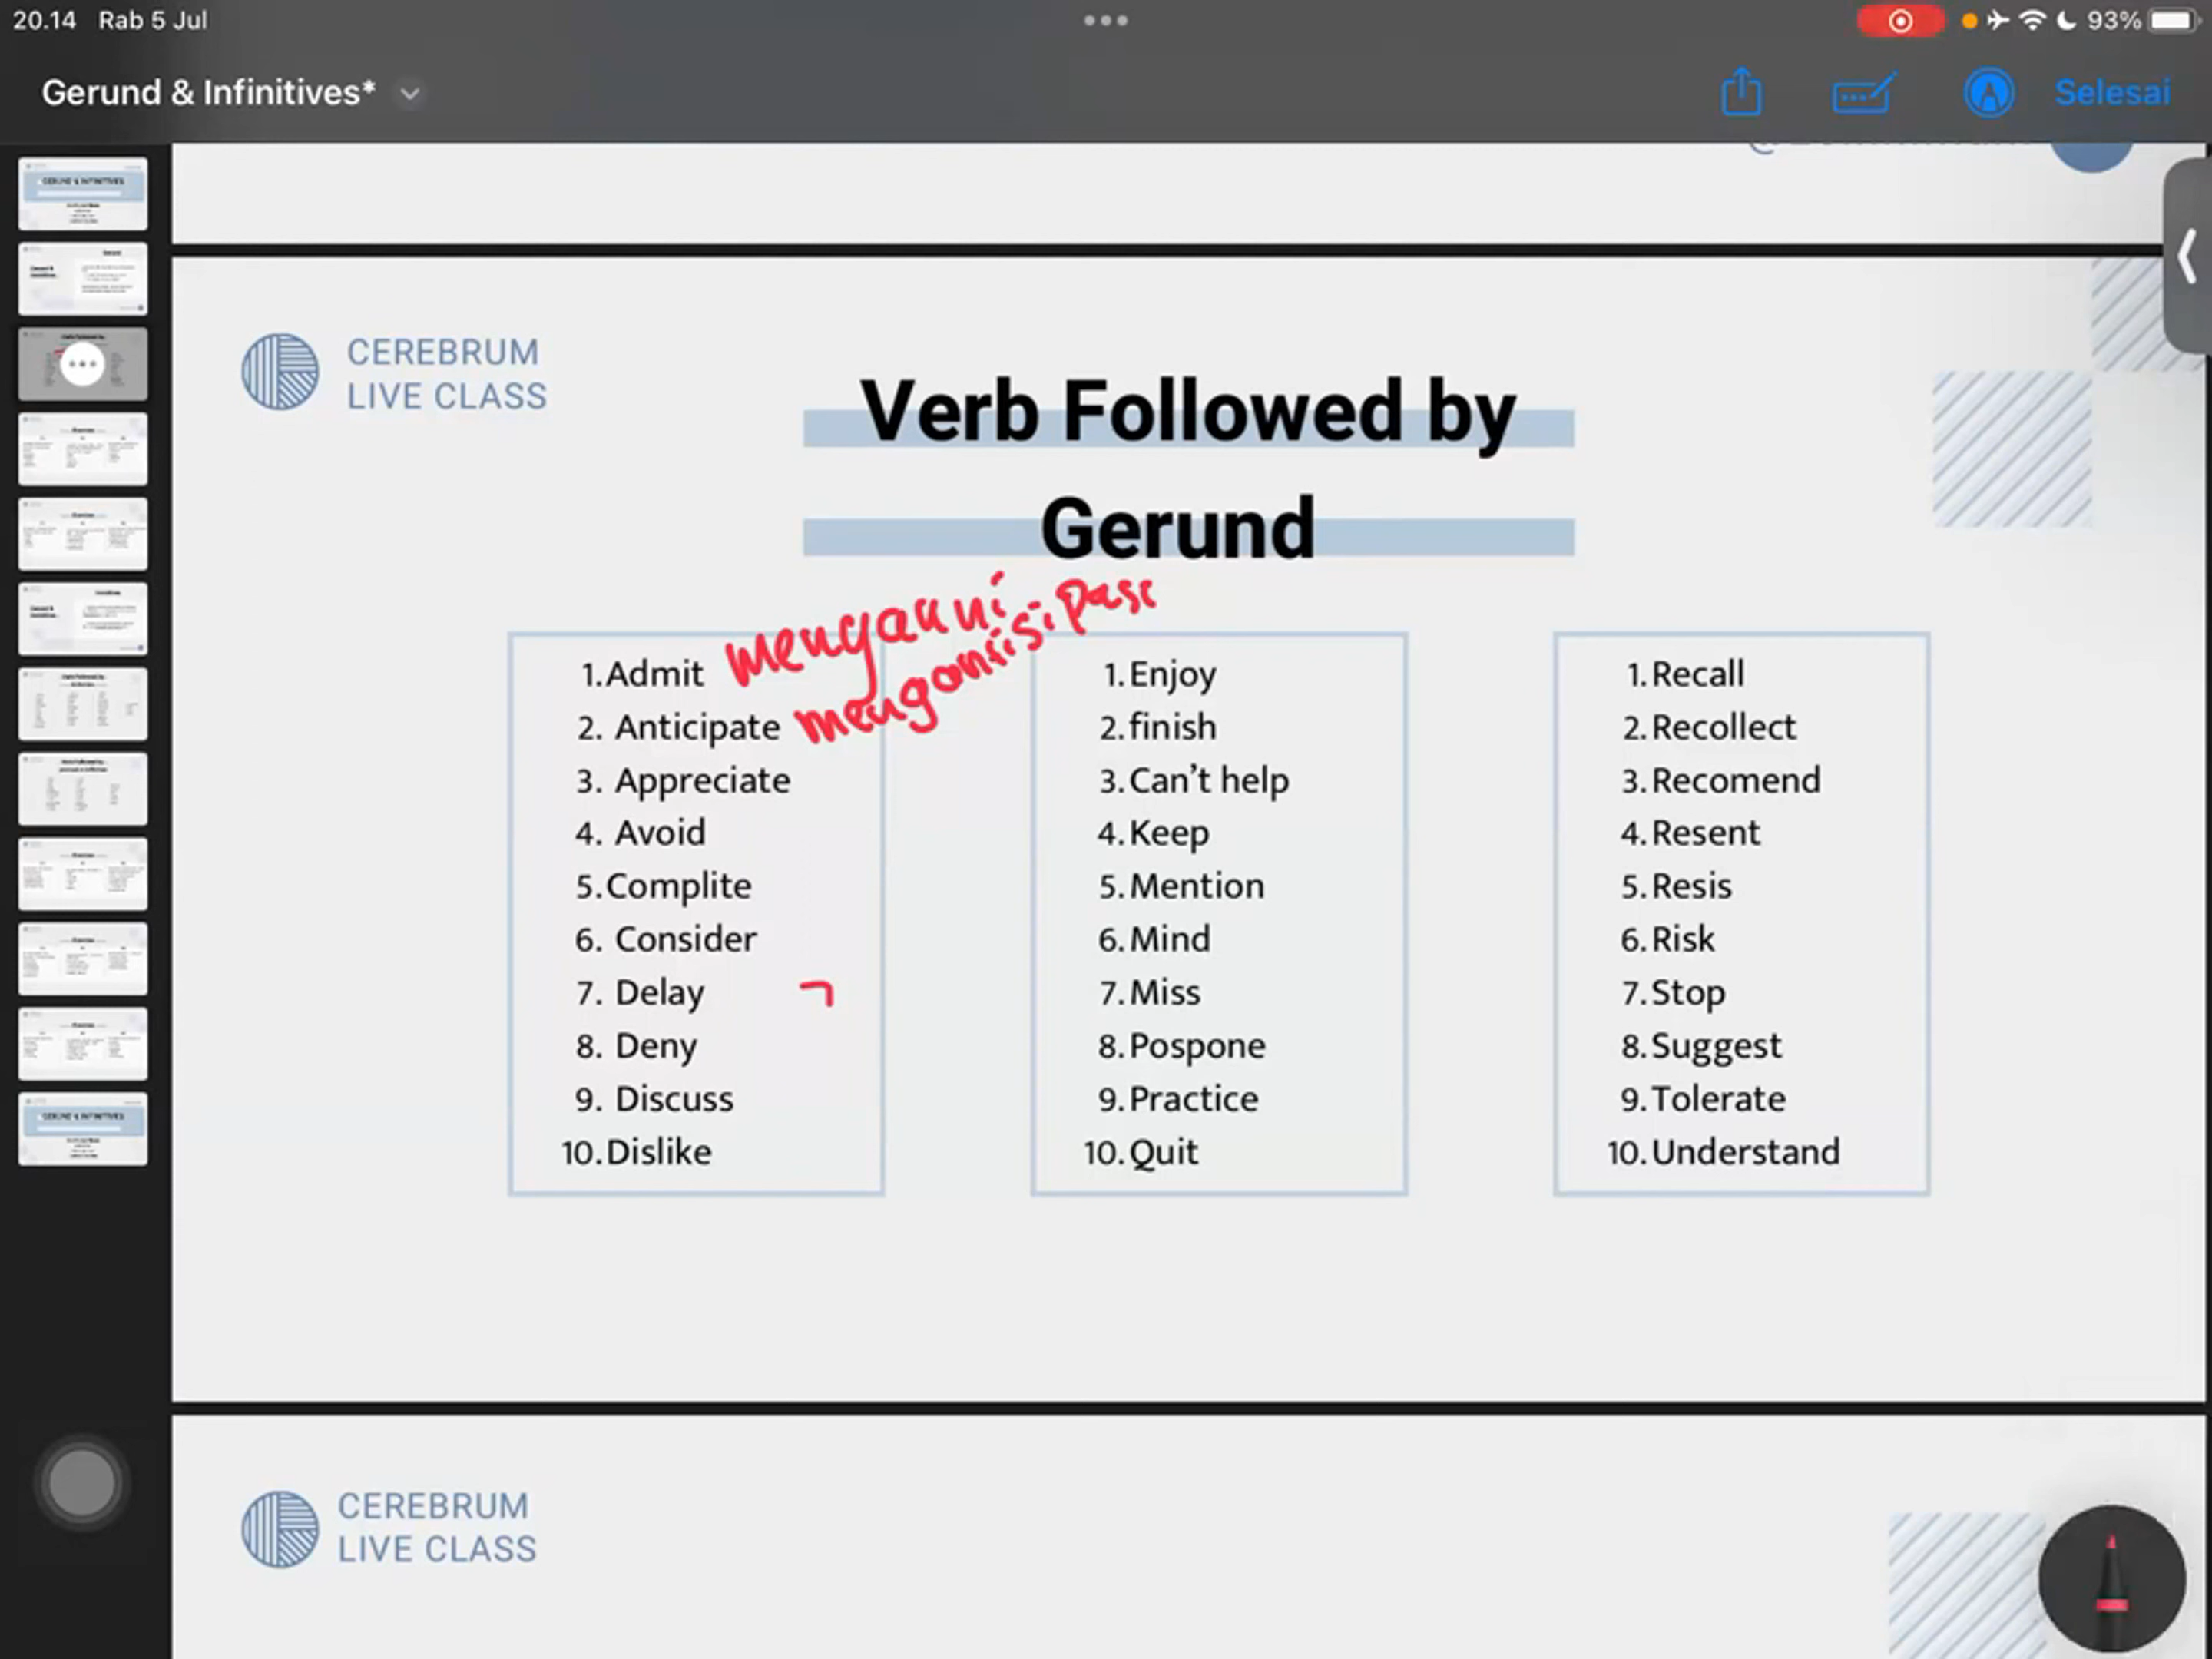 20.14 Rab 5 Jul
93%
Gerund & Infinitives*
Selesai
CEREBRUM
LIVE CLASS
Verb Followed by
Gerund
mengakui
mengantisipasi
1. Admit
2. Anticipate
3. Appreciate
4. Avoid
5. Complite
6. Consider
7. Delay
8. Deny
9. Discuss
10. Dislike
1. Enjoy
2. finish
3. Can't help
4. Keep
5. Mention
6. Mind
7. Miss
8. Pospone
9. Practice
10. Quit
1. Recall
2. Recollect
3. Recomend
4. Resent
5. Resis
6. Risk
7. Stop
8. Suggest
9. Tolerate
10. Understand
CEREBRUM
LIVE CLASS